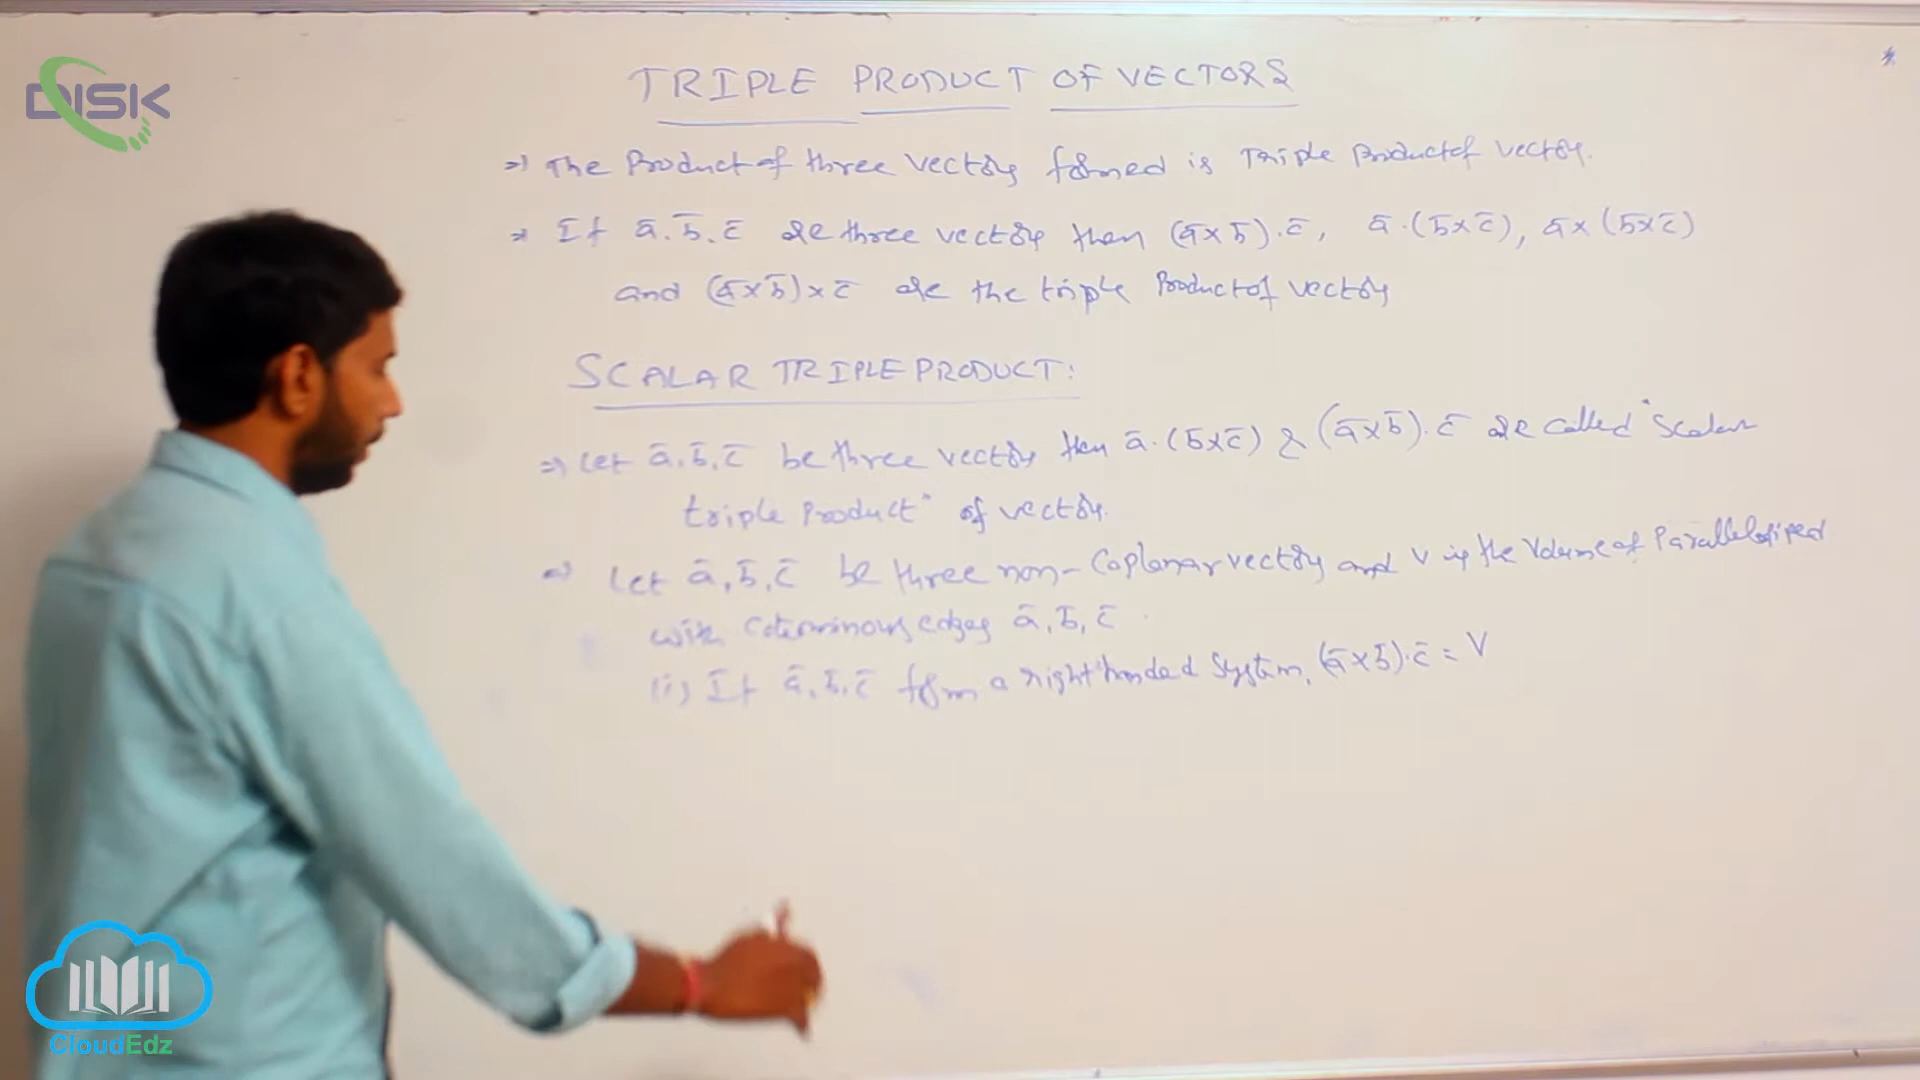 DISK
TRIPLE PRODUCT OF VECTORS
⇒ The Product of three vectors formed is Triple Product of vectors.
⇒ If ā, b̄, c̄ are three vectors then (ā×b̄)·c̄, ā·(b̄×c̄), ā×(b̄×c̄)
and (ā×b̄)×c̄ are the triple Product of vectors
SCALAR TRIPLE PRODUCT:
⇒ Let ā, b̄, c̄ be three vectors then ā·(b̄×c̄) & (ā×b̄)·c̄ are called "Scalar
triple Product" of vectors.
⇒ Let ā, b̄, c̄ be three non-Coplanar vectors and V is the Volume of Parallelopiped
with coterminous edges ā, b̄, c̄.
(i) If ā, b̄, c̄ form a right handed System, (ā×b̄)·c̄ = V
CloudEdz